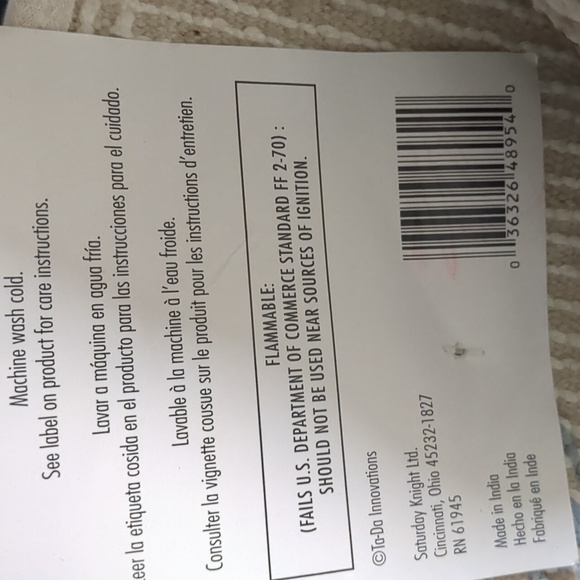 Machine wash cold.
See label on product for care instructions.
Lavar a máquina en agua fría.
Leer la etiqueta cosida en el producto para las instrucciones para el cuidado.
Lavable à la machine à l'eau froide.
Consulter la vignette cousue sur le produit pour les instructions d'entretien.
FLAMMABLE:
(FAILS U.S. DEPARTMENT OF COMMERCE STANDARD FF 2-70) :
SHOULD NOT BE USED NEAR SOURCES OF IGNITION.
©Ta-Da Innovations
Saturday Knight Ltd.
Cincinnati, Ohio 45232-1827
RN 61945
Made in India
Hecho en la India
Fabriqué en Inde
0 36326 48954 0